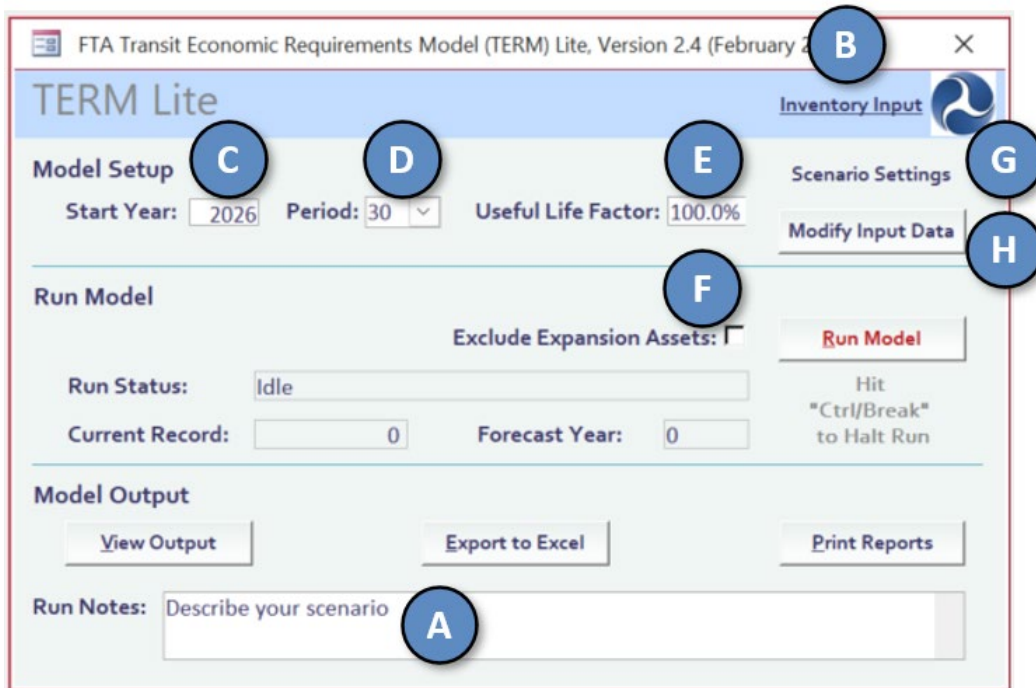 FTA Transit Economic Requirements Model (TERM) Lite, Version 2.4 (February
B
TERM Lite
Inventory Input
Model Setup
C
D
E
Scenario Settings
G
Start Year: 2026 Period: 30 Useful Life Factor: 100.0%
Modify Input Data
H
Run Model
F
Exclude Expansion Assets:
Run Model
Run Status: Idle
Hit
"Ctrl/Break"
to Halt Run
Current Record: 0 Forecast Year: 0
Model Output
View Output Export to Excel Print Reports
Run Notes: Describe your scenario
A